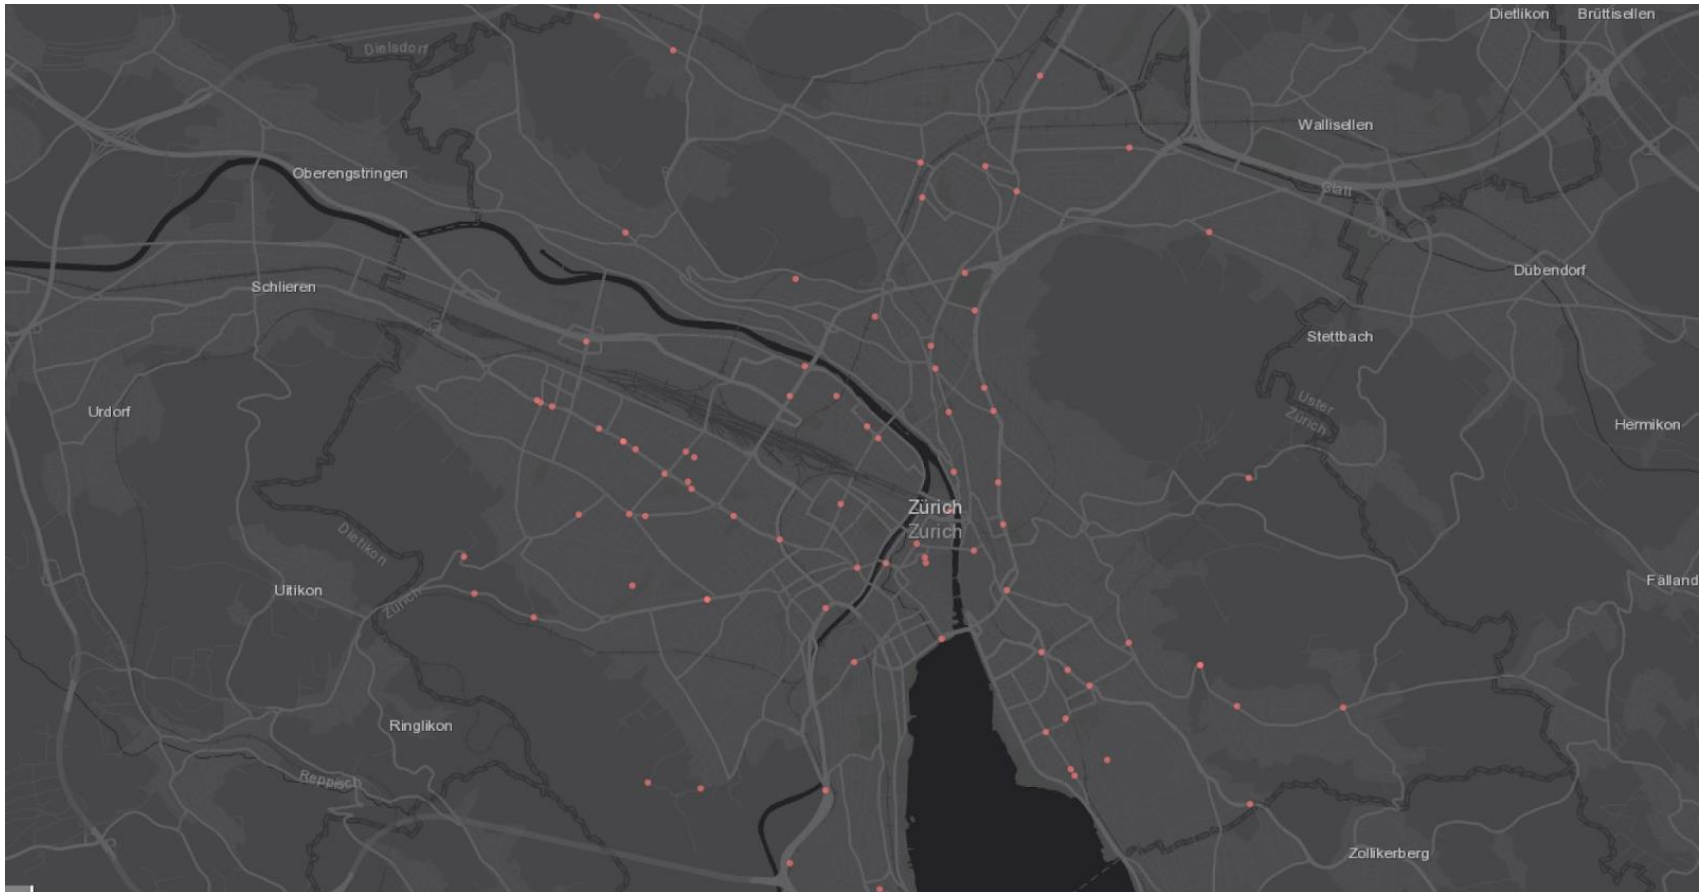 Dietlikon
Brüttisellen
Dielsdorf
Wallisellen
Oberengstringen
Glatt
Dübendorf
Schlieren
Stettbach
Urdorf
Uster
Zürich
Hermikon
Zürich
Zürich
Dietikon
Uitikon
Zürich
Fälland
Ringlikon
Reppisch
Zollikerberg